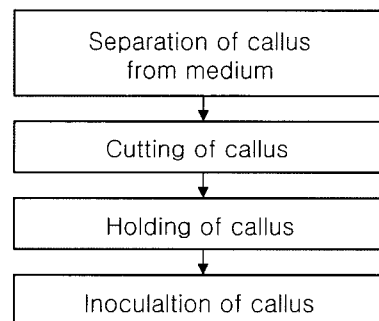 Separation of callus
from medium
Cutting of callus
Holding of callus
Inoculaltion of callus